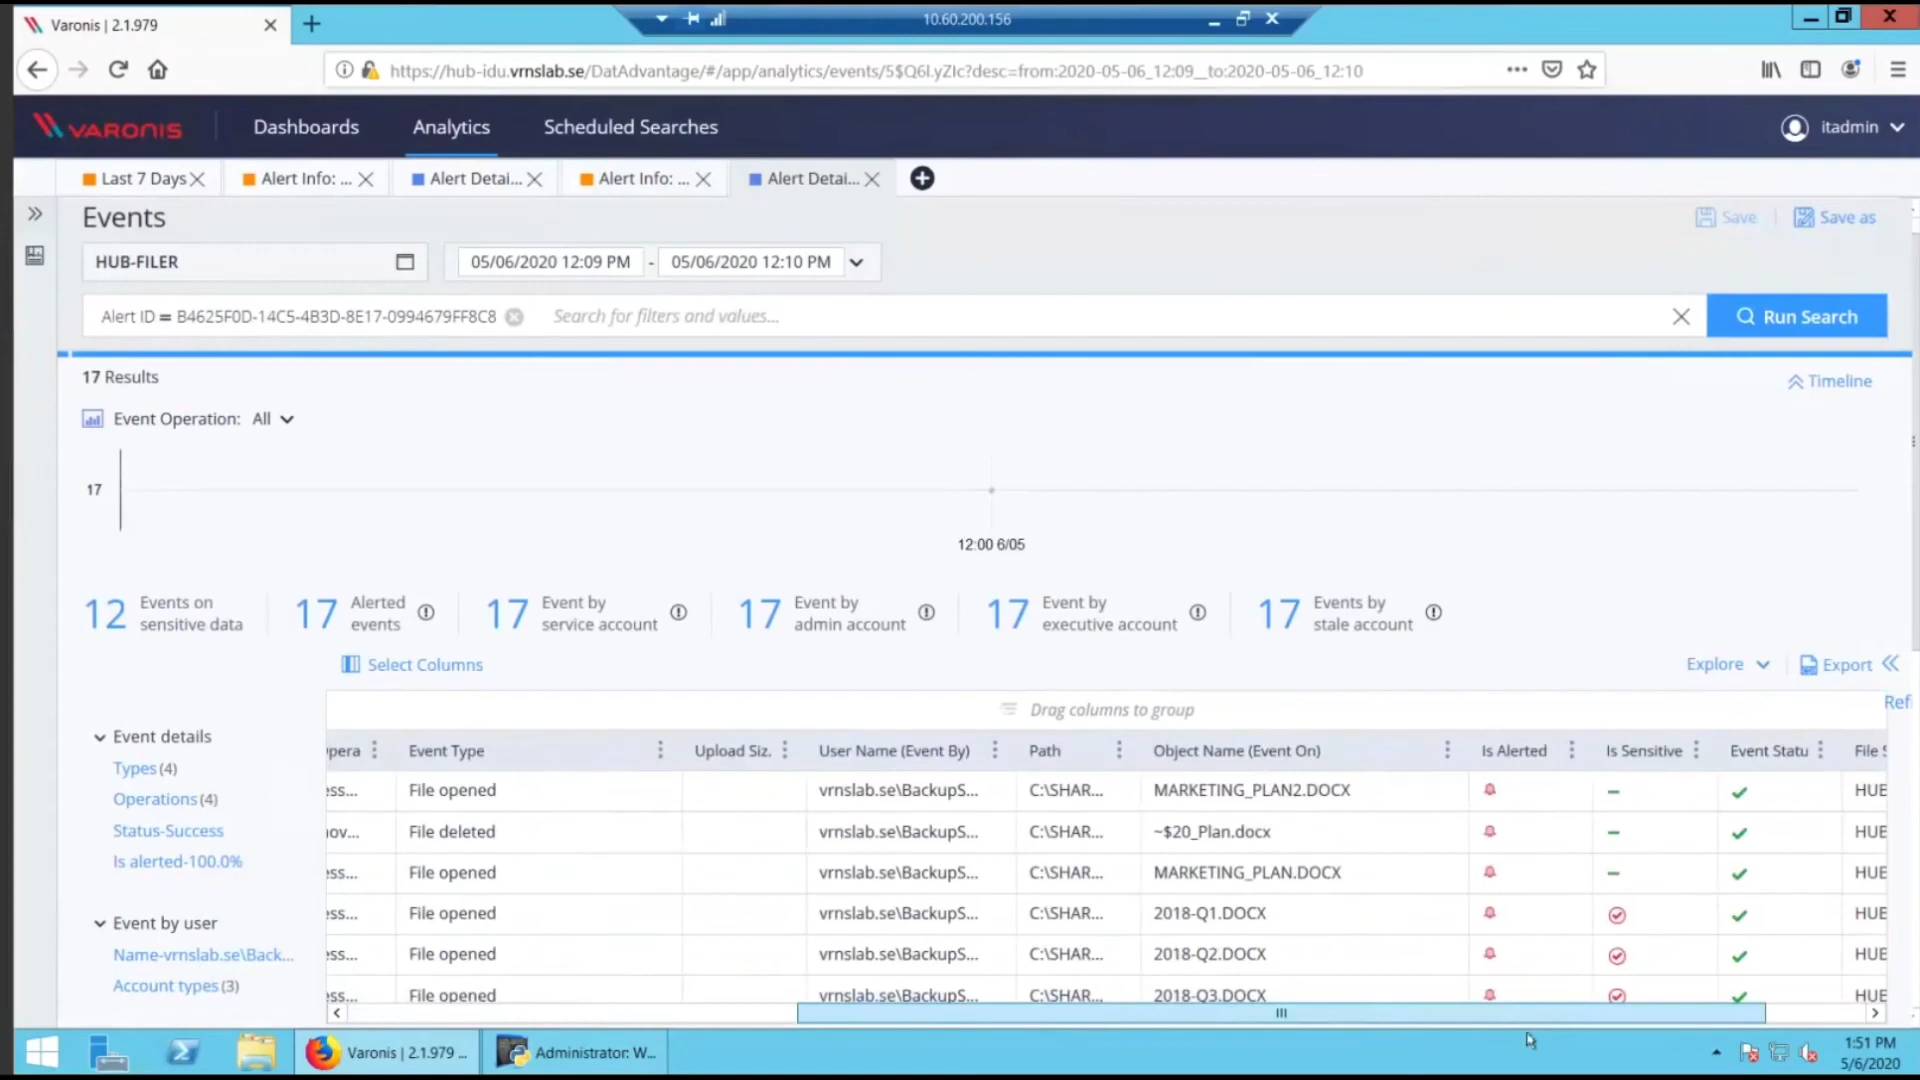 Varonis | 2.1.979
10.60.200.156
https://hub-idu.vrnslab.se/DatAdvantage/#/app/analytics/events/5$Q6l.yZIc?desc=from:2020-05-06_12:09__to:2020-05-06_12:10
VARONIS
Dashboards
Analytics
Scheduled Searches
itadmin
Last 7 Days
Alert Info: ...
Alert Detai...
Alert Info: ...
Alert Detai...
Events
Save
Save as
HUB-FILER
05/06/2020 12:09 PM - 05/06/2020 12:10 PM
Alert ID = B4625F0D-14C5-4B3D-8E17-0994679FF8C8
Search for filters and values...
Run Search
17 Results
Timeline
Event Operation: All
17
12:00 6/05
12 Events on sensitive data
17 Alerted events
17 Event by service account
17 Event by admin account
17 Event by executive account
17 Events by stale account
Select Columns
Explore
Export
Refi
Drag columns to group
Event details
Types (4)
Operations (4)
Status-Success
Is alerted-100.0%
Event by user
Name-vrnslab.se\Back...
Account types (3)
pera Event Type Upload Siz. User Name (Event By) Path Object Name (Event On) Is Alerted Is Sensitive Event Statu File S
ess... File opened vrnslab.se\BackupS... C:\SHAR... MARKETING_PLAN2.DOCX HUE
ov... File deleted vrnslab.se\BackupS... C:\SHAR... ~$20_Plan.docx HUE
ess... File opened vrnslab.se\BackupS... C:\SHAR... MARKETING_PLAN.DOCX HUE
ess... File opened vrnslab.se\BackupS... C:\SHAR... 2018-Q1.DOCX HUE
ess... File opened vrnslab.se\BackupS... C:\SHAR... 2018-Q2.DOCX HUE
ess... File opened vrnslab.se\BackupS... C:\SHAR... 2018-Q3.DOCX HUE
Varonis | 2.1.979 ...
Administrator: W...
1:51 PM
5/6/2020